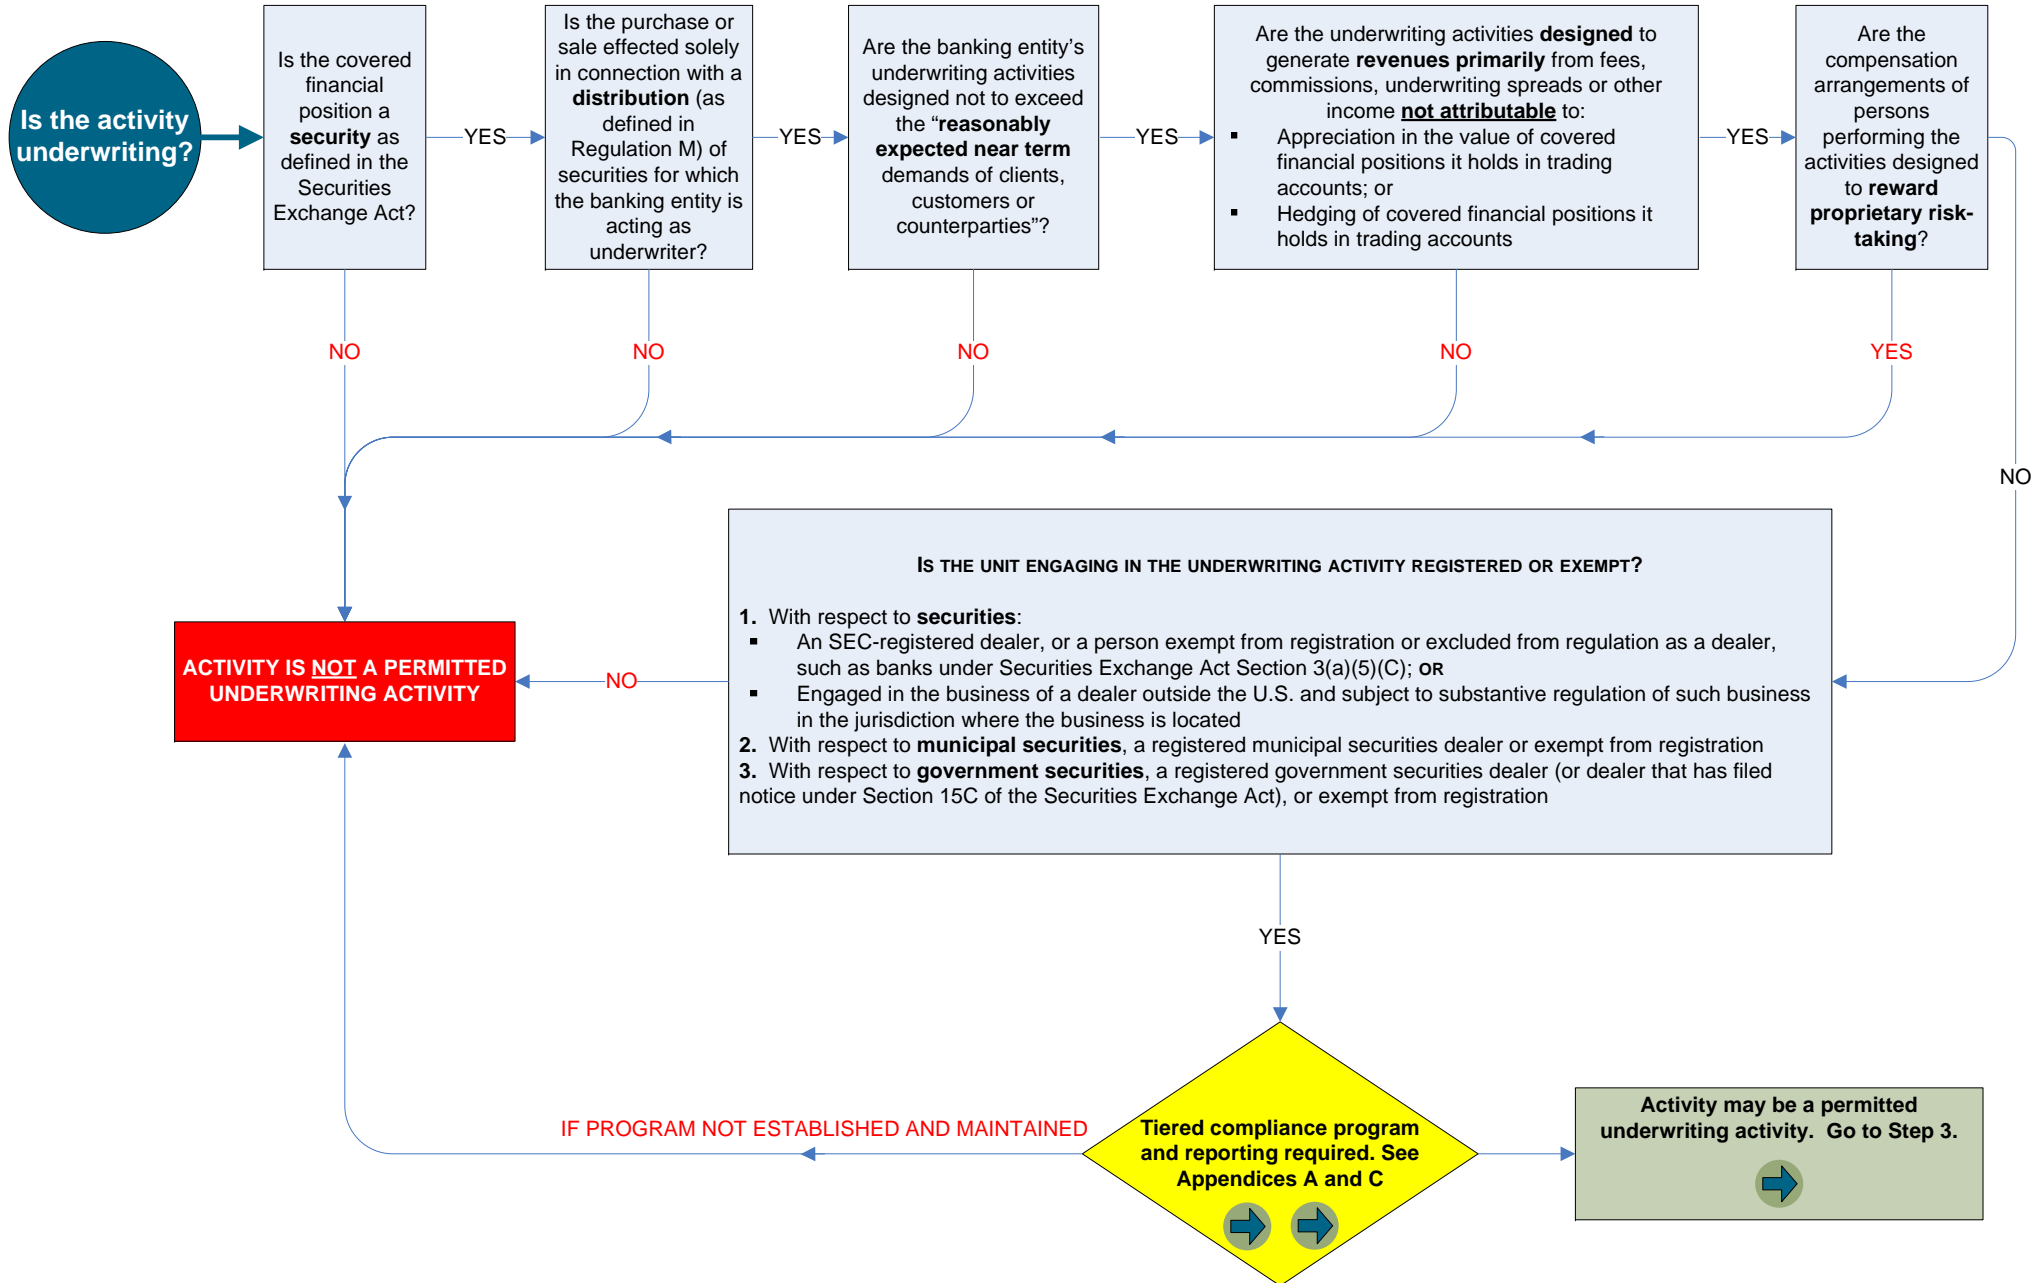 Is the activity
underwriting?
Is the covered
financial
position a
security as
defined in the
Securities
Exchange Act?
YES
Is the purchase or
sale effected solely
in connection with a
distribution (as
defined in
Regulation M) of
securities for which
the banking entity is
acting as
underwriter?
YES
Are the banking entity’s
underwriting activities
designed not to exceed
the “reasonably
expected near term
demands of clients,
customers or
counterparties”?
YES
Are the underwriting activities designed to
generate revenues primarily from fees,
commissions, underwriting spreads or other
income not attributable to:
▪ Appreciation in the value of covered
financial positions it holds in trading
accounts; or
▪ Hedging of covered financial positions it
holds in trading accounts
YES
Are the
compensation
arrangements of
persons
performing the
activities designed
to reward
proprietary risk-
taking?
NO
NO
NO
NO
YES
NO
IS THE UNIT ENGAGING IN THE UNDERWRITING ACTIVITY REGISTERED OR EXEMPT?
1. With respect to securities:
▪ An SEC-registered dealer, or a person exempt from registration or excluded from regulation as a dealer,
such as banks under Securities Exchange Act Section 3(a)(5)(C); OR
▪ Engaged in the business of a dealer outside the U.S. and subject to substantive regulation of such business
in the jurisdiction where the business is located
2. With respect to municipal securities, a registered municipal securities dealer or exempt from registration
3. With respect to government securities, a registered government securities dealer (or dealer that has filed
notice under Section 15C of the Securities Exchange Act), or exempt from registration
NO
ACTIVITY IS NOT A PERMITTED
UNDERWRITING ACTIVITY
YES
IF PROGRAM NOT ESTABLISHED AND MAINTAINED
Tiered compliance program
and reporting required. See
Appendices A and C
Activity may be a permitted
underwriting activity.  Go to Step 3.